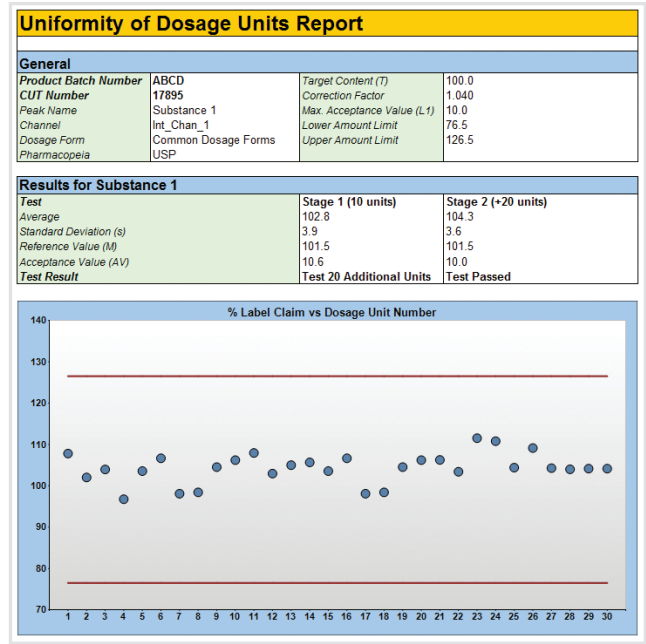 Uniformity of Dosage Units Report
General
Product Batch Number ABCD Target Content (T) 100.0
CUT Number 17895 Correction Factor 1.040
Peak Name Substance 1 Max. Acceptance Value (L1) 10.0
Channel Int_Chan_1 Lower Amount Limit 76.5
Dosage Form Common Dosage Forms Upper Amount Limit 126.5
Pharmacopeia USP
Results for Substance 1
Test Stage 1 (10 units) Stage 2 (+20 units)
Average 102.8 104.3
Standard Deviation (s) 3.9 3.6
Reference Value (M) 101.5 101.5
Acceptance Value (AV) 10.6 10.0
Test Result Test 20 Additional Units Test Passed
% Label Claim vs Dosage Unit Number
140
130
120
110
100
90
80
70
1 2 3 4 5 6 7 8 9 10 11 12 13 14 15 16 17 18 19 20 21 22 23 24 25 26 27 28 29 30